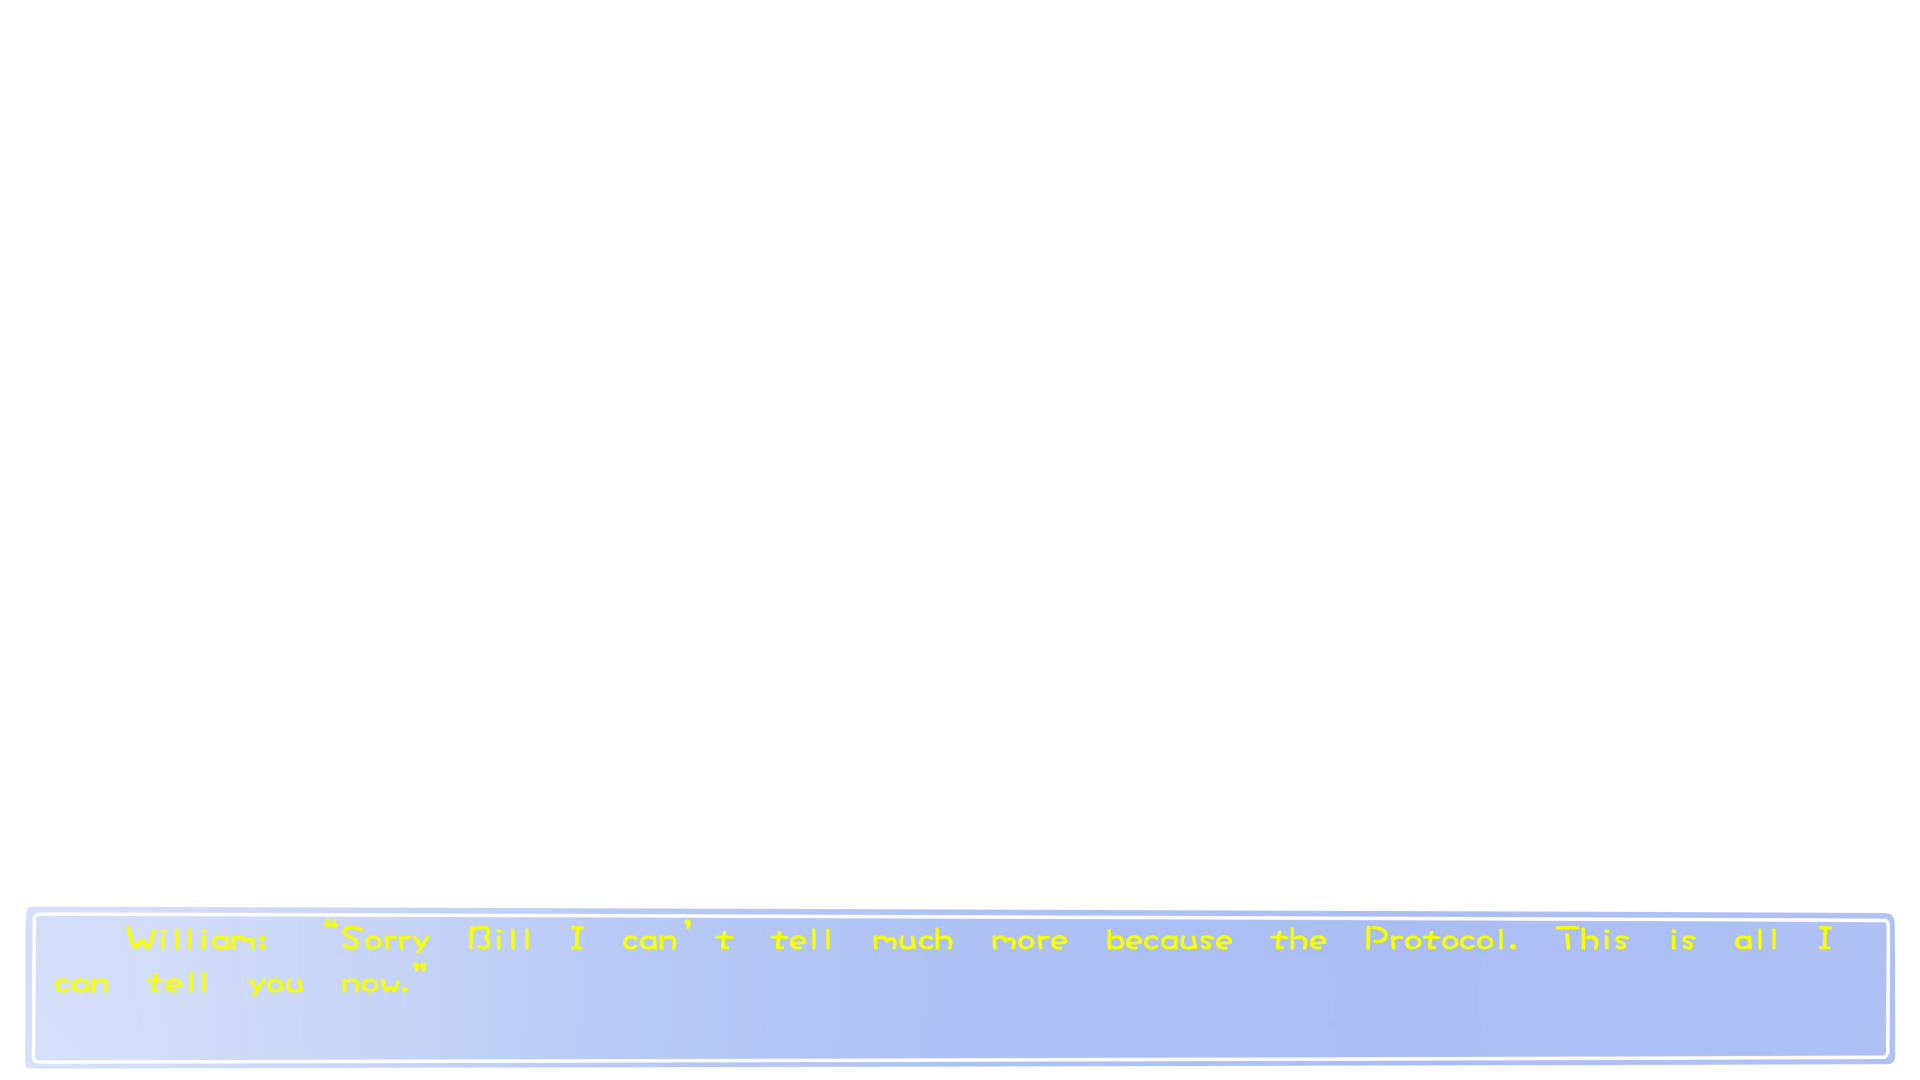 William: “Sorry Bill I can’t tell much more because the Protocol. This is all I
can tell you now.”